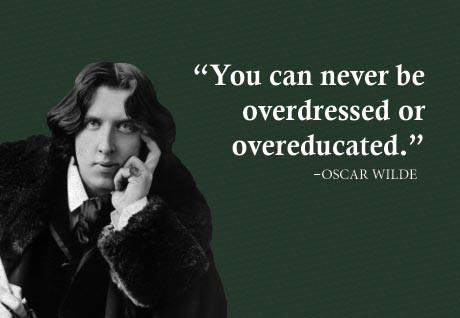 “You can never be
overdressed or
overeducated.”
–OSCAR WILDE